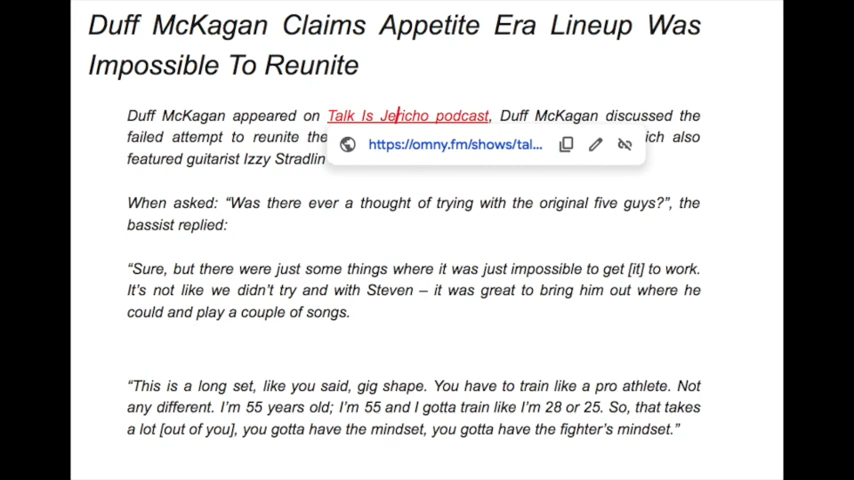 Duff McKagan Claims Appetite Era Lineup Was
Impossible To Reunite
Duff McKagan appeared on Talk Is Jericho podcast, Duff McKagan discussed the
failed attempt to reunite the ich also
https://omny.fm/shows/tal...
featured guitarist Izzy Stradlin
When asked: “Was there ever a thought of trying with the original five guys?”, the
bassist replied:
“Sure, but there were just some things where it was just impossible to get [it] to work.
It’s not like we didn’t try and with Steven – it was great to bring him out where he
could and play a couple of songs.
“This is a long set, like you said, gig shape. You have to train like a pro athlete. Not
any different. I’m 55 years old; I’m 55 and I gotta train like I’m 28 or 25. So, that takes
a lot [out of you], you gotta have the mindset, you gotta have the fighter’s mindset.”